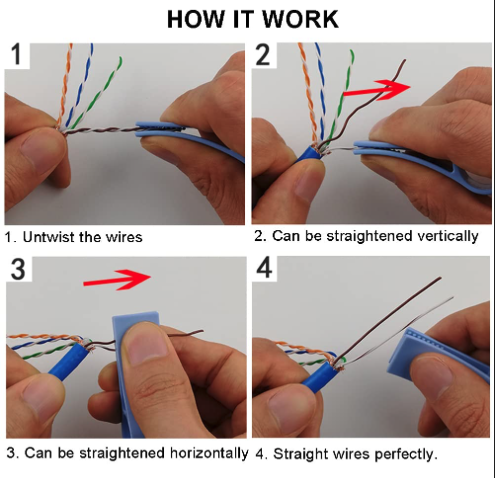 HOW IT WORK
1
2
1. Untwist the wires
2. Can be straightened vertically
3
4
3. Can be straightened horizontally
4. Straight wires perfectly.